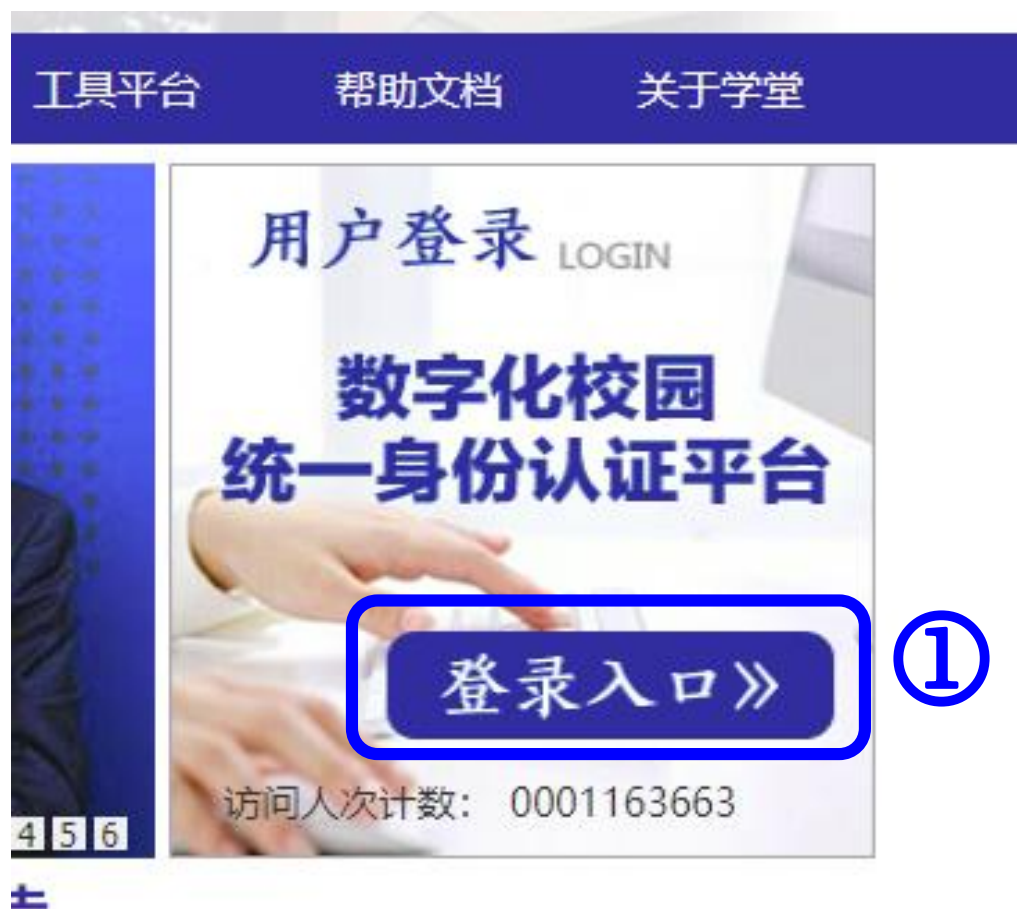 工具平台 帮助文档 关于学堂
用户登录 LOGIN
数字化校园
统一身份认证平台
登录入口》
①
访问人次计数： 0001163663
4 5 6